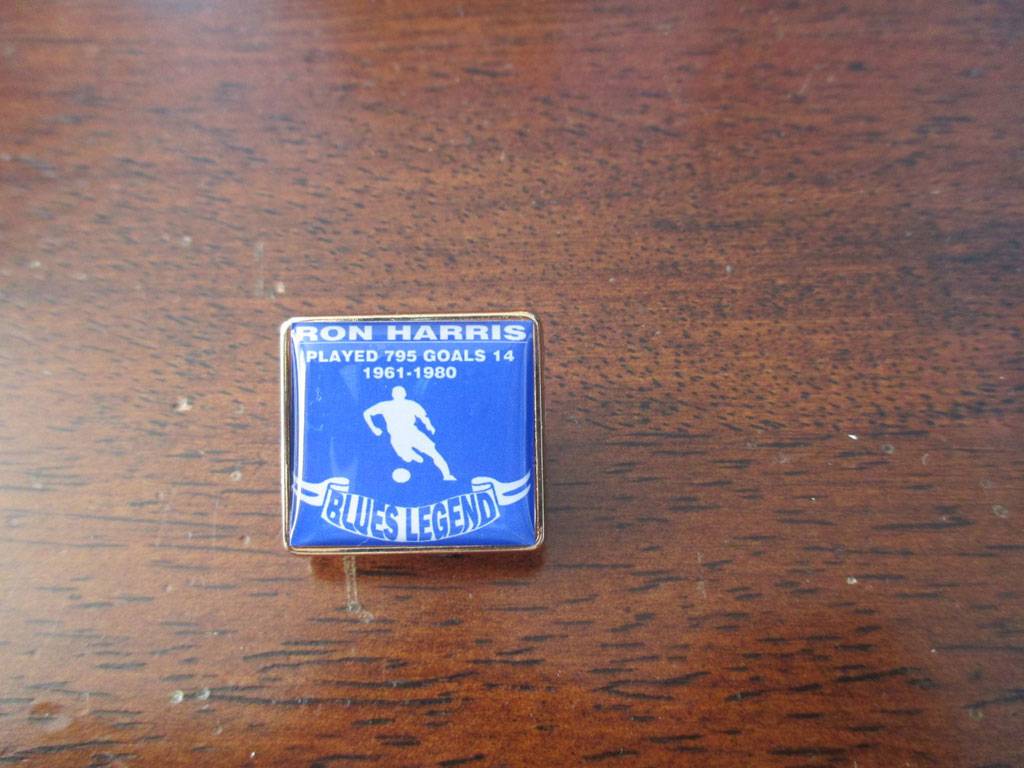 RON HARRIS
PLAYED 795 GOALS 14
1961-1980
BLUES LEGEND